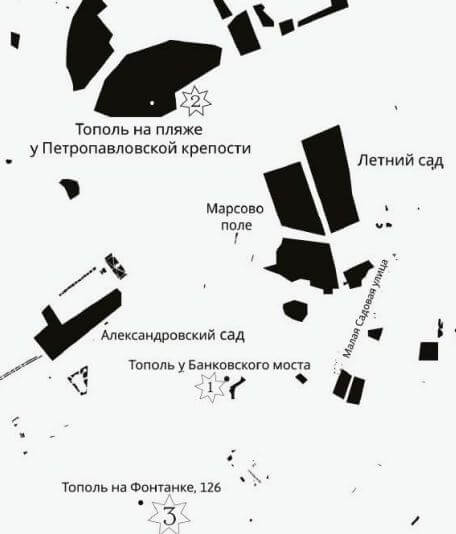 2
Тополь на пляже
у Петропавловской крепости
Летний сад
Марсово
поле
Малая Садовая улица
Александровский сад
Тополь у Банковского моста
1
Тополь на Фонтанке, 126
3